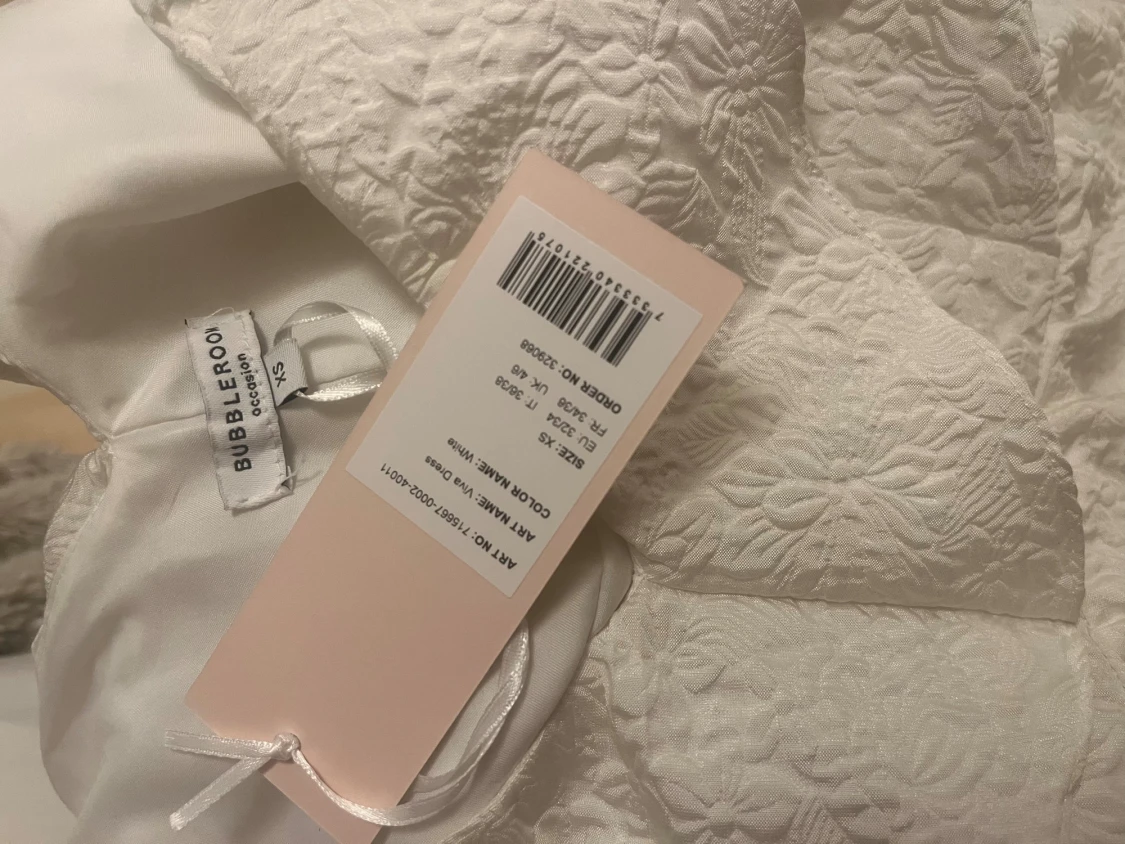 BUBBLEROOM
occasion
XS
ART NO: 715667-0002-40011
ART NAME: Viva Dress
COLOR NAME: White
SIZE: XS
EU: 32/34 IT: 36/38
FR: 34/36 UK: 4/6
ORDER NO: 329068
7333340221075